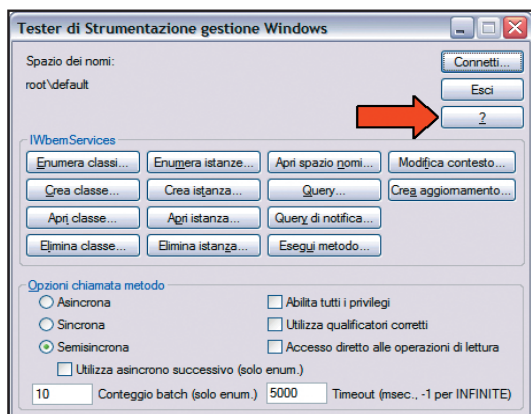 Tester di Strumentazione gestione Windows
Spazio dei nomi:
root\default
Connetti...
Esci
?
IWbemServices
Enumera classi...
Enumera istanze...
Apri spazio nomi...
Modifica contesto...
Crea classe...
Crea istanza...
Query...
Crea aggiornamento...
Apri classe...
Apri istanza...
Query di notifica...
Elimina classe...
Elimina istanza...
Esegui metodo...
Opzioni chiamata metodo
Asincrona
Abilita tutti i privilegi
Sincrona
Utilizza qualificatori corretti
Semisincrona
Accesso diretto alle operazioni di lettura
Utilizza asincrono successivo (solo enum.)
10 Conteggio batch (solo enum.) 5000 Timeout (msec., -1 per INFINITE)